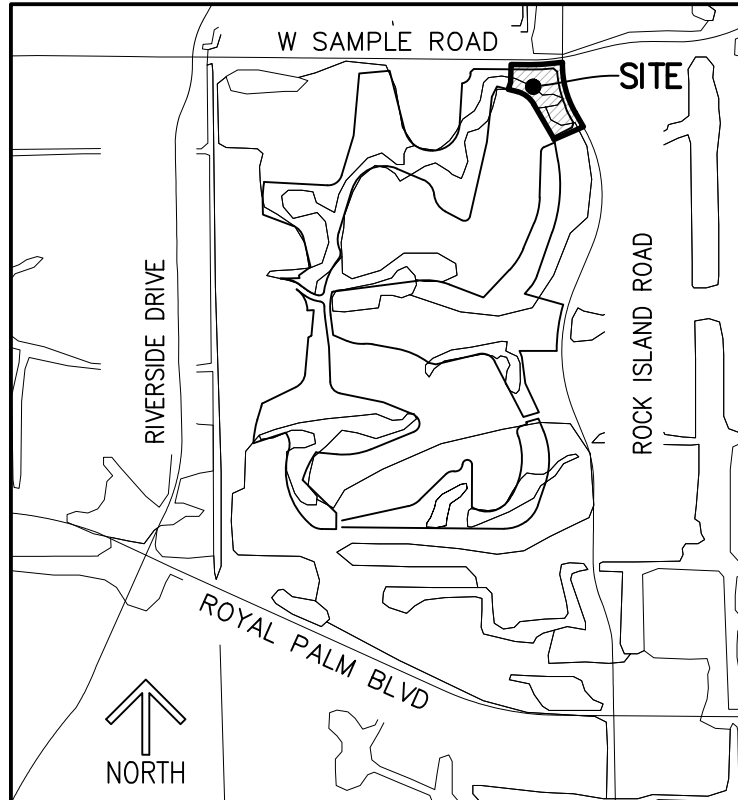 W SAMPLE ROAD
SITE
RIVERSIDE DRIVE
ROCK ISLAND ROAD
ROYAL PALM BLVD
NORTH